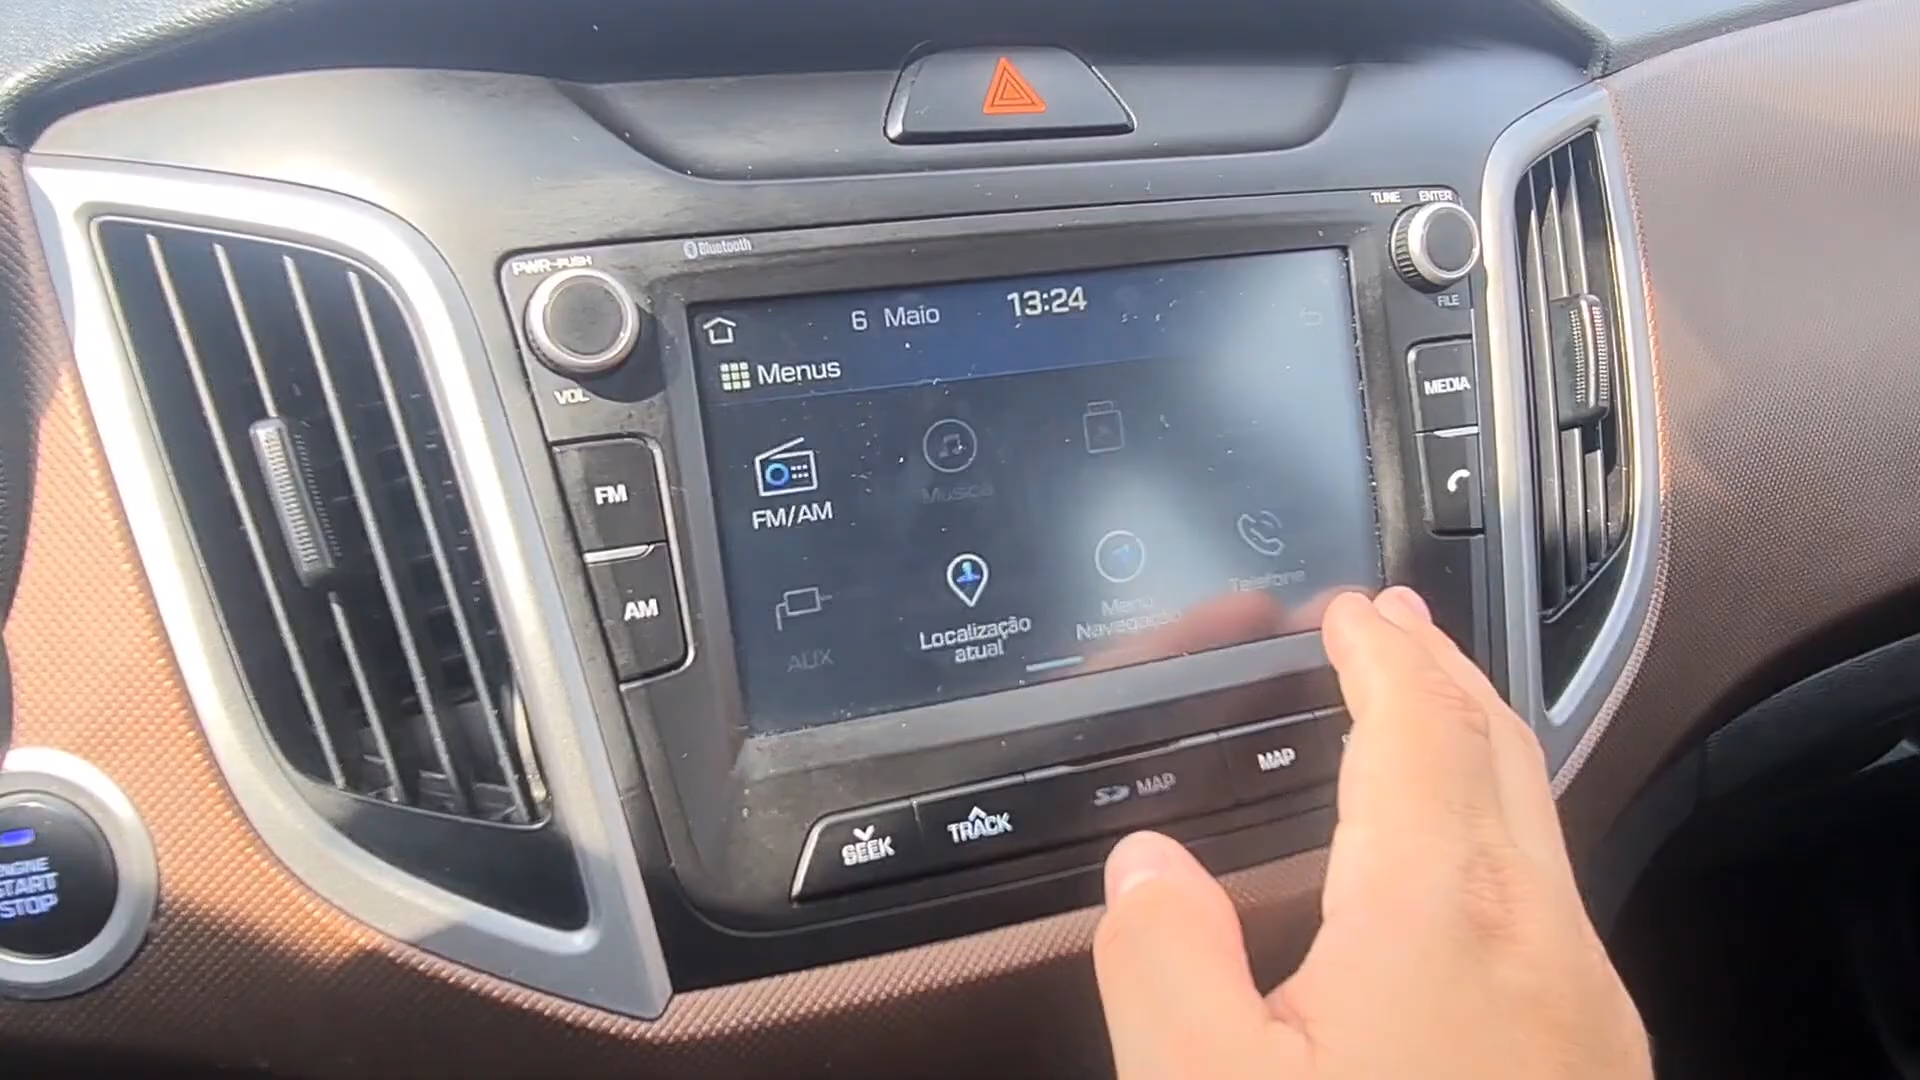 TUNE ENTER
Bluetooth
PWR-PUSH
6 Maio 13:24
FILE
Menus
VOL
MEDIA
FM
FM/AM
Música
AM
AUX
Localização
atual
Menu
Navegação
Telefone
SEEK
TRACK
MAP
MAP
ENGINE
START
STOP